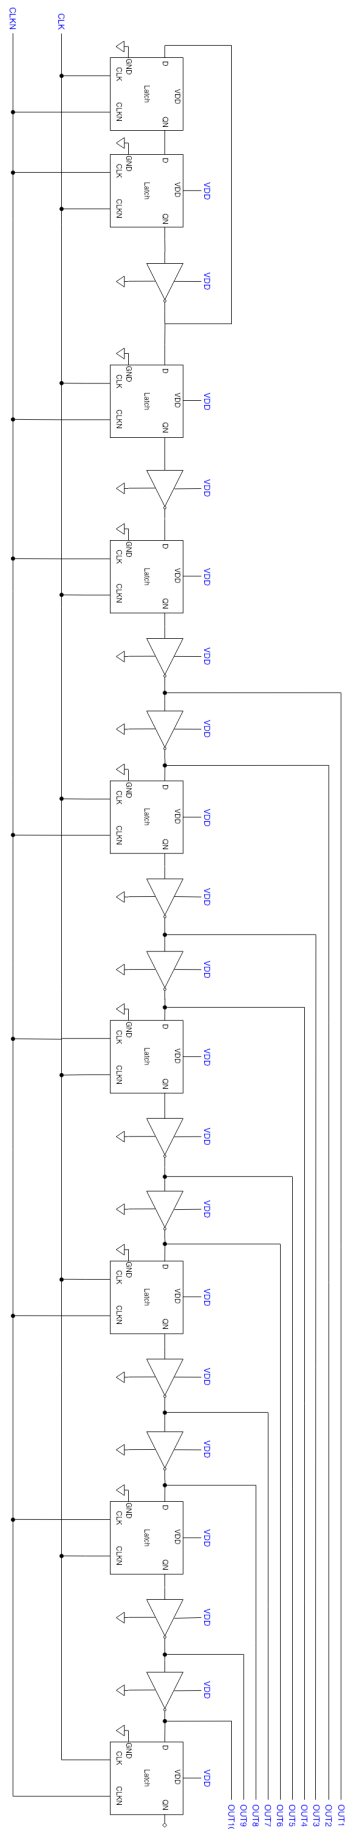 CLKN
CLK
D
GND
VDD
CLK
Latch
CLKN
QN
D
GND
VDD
VDD
CLK
Latch
CLKN
QN
VDD
D
GND
VDD
VDD
CLK
Latch
CLKN
QN
VDD
D
GND
VDD
VDD
CLK
Latch
CLKN
QN
VDD
VDD
D
GND
VDD
VDD
CLK
Latch
CLKN
QN
VDD
VDD
D
GND
VDD
VDD
CLK
Latch
CLKN
QN
VDD
VDD
D
GND
VDD
VDD
CLK
Latch
CLKN
QN
VDD
VDD
D
GND
VDD
VDD
CLK
Latch
CLKN
QN
VDD
VDD
D
GND
VDD
VDD
CLK
Latch
CLKN
QN
OUT1
OUT2
OUT3
OUT4
OUT5
OUT6
OUT7
OUT8
OUT9
OUT10